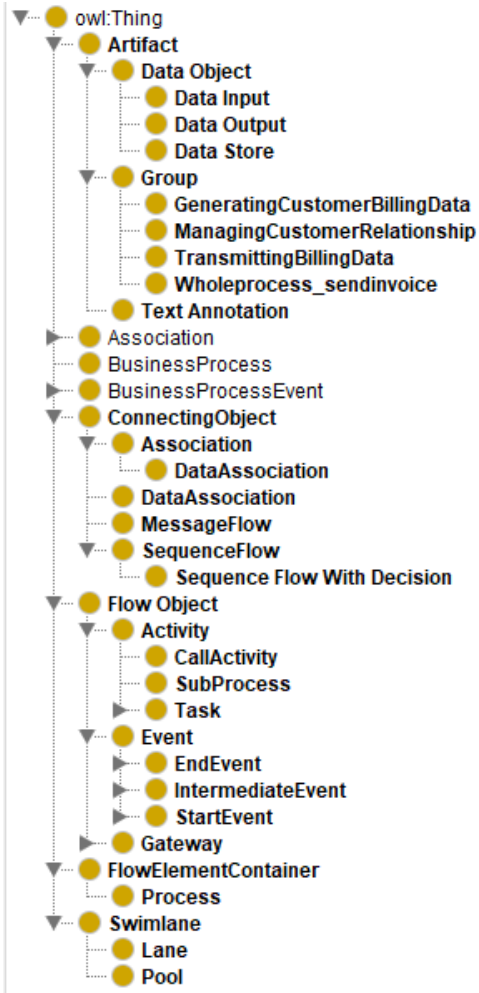 owl:Thing
Artifact
Data Object
Data Input
Data Output
Data Store
Group
GeneratingCustomerBillingData
ManagingCustomerRelationship
TransmittingBillingData
Wholeprocess_sendinvoice
Text Annotation
Association
BusinessProcess
BusinessProcessEvent
ConnectingObject
Association
DataAssociation
DataAssociation
MessageFlow
SequenceFlow
Sequence Flow With Decision
Flow Object
Activity
CallActivity
SubProcess
Task
Event
EndEvent
IntermediateEvent
StartEvent
Gateway
FlowElementContainer
Process
Swimlane
Lane
Pool